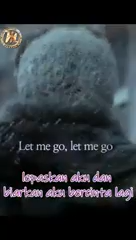 Let me go, let me go
lepaskan aku dan
biarkan aku bercinta lagi